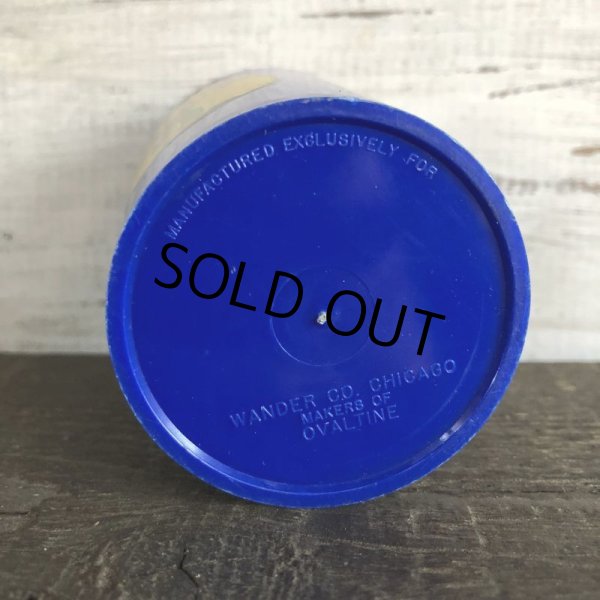 MANUFACTURED EXCLUSIVELY FOR
SOLD OUT
WANDER CO. CHICAGO
MAKERS OF
OVALTINE